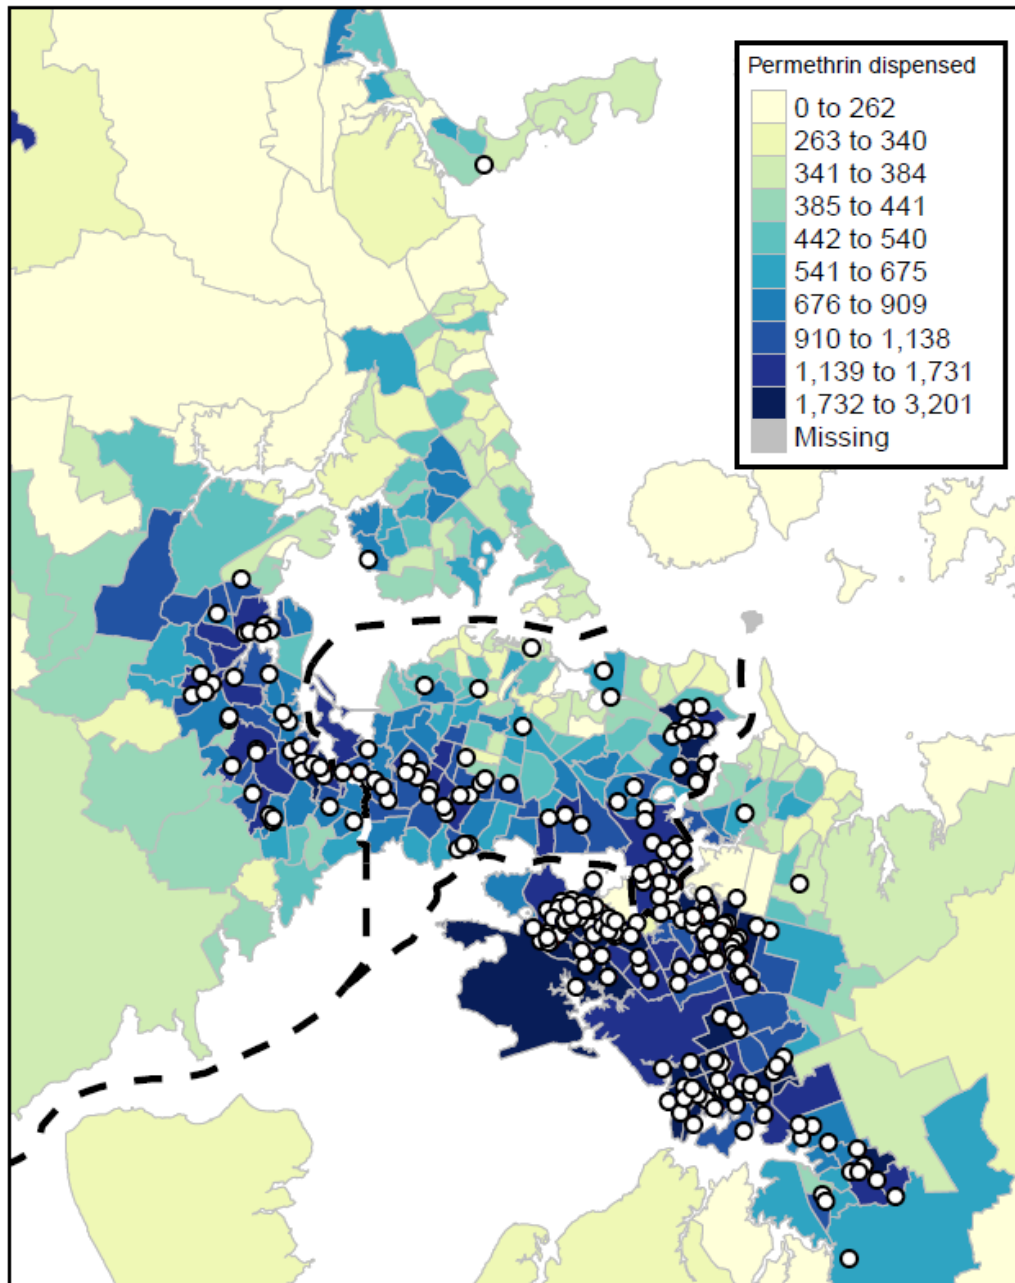 Permethrin dispensed
0 to 262
263 to 340
341 to 384
385 to 441
442 to 540
541 to 675
676 to 909
910 to 1,138
1,139 to 1,731
1,732 to 3,201
Missing